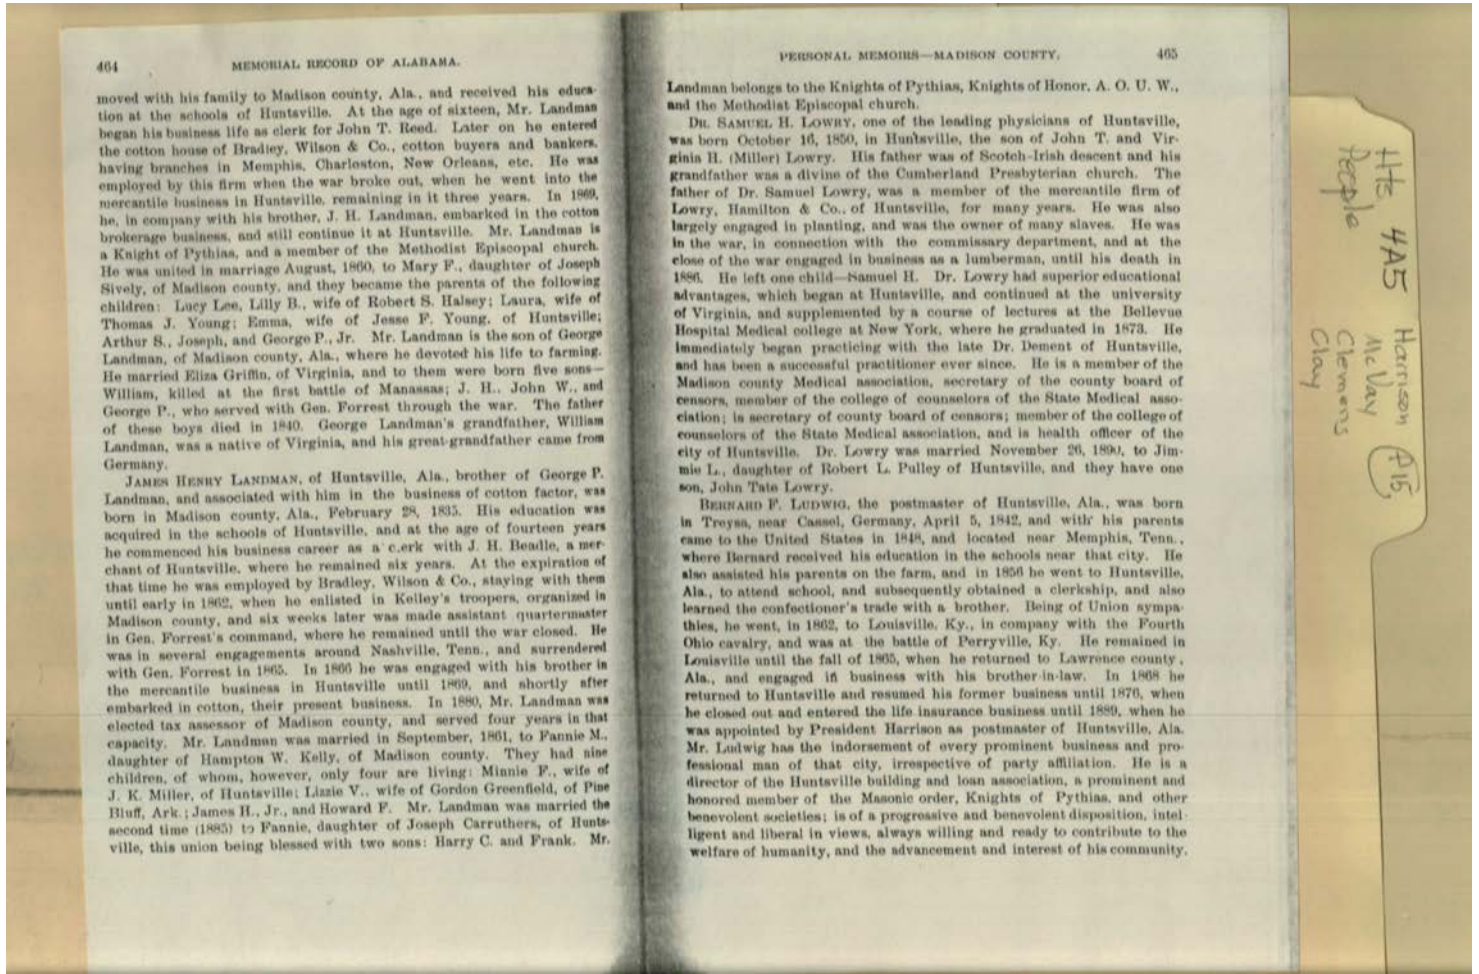 464
MEMORIAL RECORD OF ALABAMA.
moved with his family to Madison county, Ala., and received his educa-
tion at the schools of Huntsville. At the age of sixteen, Mr. Landman
began his business life as clerk for John T. Reed. Later on he entered
the cotton house of Bradley, Wilson & Co., cotton buyers and bankers,
having branches in Memphis, Charleston, New Orleans, etc. He was
employed by this firm when the war broke out, when he went into the
mercantile business in Huntsville, remaining in it three years. In 1869,
he, in company with his brother, J. H. Landman, embarked in the cotton
brokerage business, and still continue it at Huntsville. Mr. Landman is
a Knight of Pythias, and a member of the Methodist Episcopal church.
He was united in marriage August, 1860, to Mary F., daughter of Joseph
Sively, of Madison county, and they became the parents of the following
children: Lucy Lee, Lilly B., wife of Robert S. Halsey; Laura, wife of
Thomas J. Young; Emma, wife of Jesse F. Young, of Huntsville;
Arthur S., Joseph, and George P., Jr. Mr. Landman is the son of George
Landman, of Madison county, Ala., where he devoted his life to farming.
He married Eliza Griffin, of Virginia, and to them were born five sons—
William, killed at the first battle of Manassas; J. H., John W., and
George P., who served with Gen. Forrest through the war. The father
of these boys died in 1840. George Landman's grandfather, William
Landman, was a native of Virginia, and his great-grandfather came from
Germany.
JAMES HENRY LANDMAN, of Huntsville, Ala., brother of George P.
Landman, and associated with him in the business of cotton factor, was
born in Madison county, Ala., February 28, 1835. His education was
acquired in the schools of Huntsville, and at the age of fourteen years
he commenced his business career as a c.erk with J. H. Beadle, a mer-
chant of Huntsville, where he remained six years. At the expiration of
that time he was employed by Bradley, Wilson & Co., staying with them
until early in 1862, when he enlisted in Kelley's troopers, organized in
Madison county, and six weeks later was made assistant quartermaster
in Gen. Forrest's command, where he remained until the war closed. He
was in several engagements around Nashville, Tenn., and surrendered
with Gen. Forrest in 1865. In 1866 he was engaged with his brother in
the mercantile business in Huntsville until 1869, and shortly after
embarked in cotton, their present business. In 1880, Mr. Landman was
elected tax assessor of Madison county, and served four years in that
capacity. Mr. Landman was married in September, 1861, to Fannie M.,
daughter of Hampton W. Kelly, of Madison county. They had nine
children, of whom, however, only four are living: Minnie F., wife of
J. K. Miller, of Huntsville; Lizzie V., wife of Gordon Greenfield, of Pine
Bluff, Ark.; James H., Jr., and Howard F. Mr. Landman was married the
second time (1885) to Fannie, daughter of Joseph Carruthers, of Hunts-
ville, this union being blessed with two sons: Harry C. and Frank. Mr.
PERSONAL MEMOIRS—MADISON COUNTY.
465
Landman belongs to the Knights of Pythias, Knights of Honor, A. O. U. W.,
and the Methodist Episcopal church.
DR. SAMUEL H. LOWRY, one of the leading physicians of Huntsville,
was born October 16, 1850, in Huntsville, the son of John T. and Vir-
ginia H. (Miller) Lowry. His father was of Scotch-Irish descent and his
grandfather was a divine of the Cumberland Presbyterian church. The
father of Dr. Samuel Lowry, was a member of the mercantile firm of
Lowry, Hamilton & Co., of Huntsville, for many years. He was also
largely engaged in planting, and was the owner of many slaves. He was
in the war, in connection with the commissary department, and at the
close of the war engaged in business as a lumberman, until his death in
1886. He left one child—Samuel H. Dr. Lowry had superior educational
advantages, which began at Huntsville, and continued at the university
of Virginia, and supplemented by a course of lectures at the Bellevue
Hospital Medical college at New York, where he graduated in 1873. He
immediately began practicing with the late Dr. Dement of Huntsville,
and has been a successful practitioner ever since. He is a member of the
Madison county Medical association, secretary of the county board of
censors, member of the college of counselors of the State Medical asso-
ciation; is secretary of county board of censors; member of the college of
counselors of the State Medical association, and is health officer of the
city of Huntsville. Dr. Lowry was married November 26, 1890, to Jim-
mie L., daughter of Robert L. Pulley of Huntsville, and they have one
son, John Tate Lowry.
BERNARD F. LUDWIG, the postmaster of Huntsville, Ala., was born
in Treysa, near Cassel, Germany, April 5, 1842, and with his parents
came to the United States in 1848, and located near Memphis, Tenn.,
where Bernard received his education in the schools near that city. He
also assisted his parents on the farm, and in 1856 he went to Huntsville,
Ala., to attend school, and subsequently obtained a clerkship, and also
learned the confectioner's trade with a brother. Being of Union sympa-
thies, he went, in 1862, to Louisville, Ky., in company with the Fourth
Ohio cavalry, and was at the battle of Perryville, Ky. He remained in
Louisville until the fall of 1865, when he returned to Lawrence county,
Ala., and engaged in business with his brother-in-law. In 1868 he
returned to Huntsville and resumed his former business until 1876, when
he closed out and entered the life insurance business until 1889, when he
was appointed by President Harrison as postmaster of Huntsville, Ala.
Mr. Ludwig has the indorsement of every prominent business and pro-
fessional man of that city, irrespective of party affiliation. He is a
director of the Huntsville building and loan association, a prominent and
honored member of the Masonic order, Knights of Pythias, and other
benevolent societies; is of a progressive and benevolent disposition, intel-
ligent and liberal in views, always willing and ready to contribute to the
welfare of humanity, and the advancement and interest of his community.
Hts 4A5 Harrison P15
People McVay
Clemens
Clay